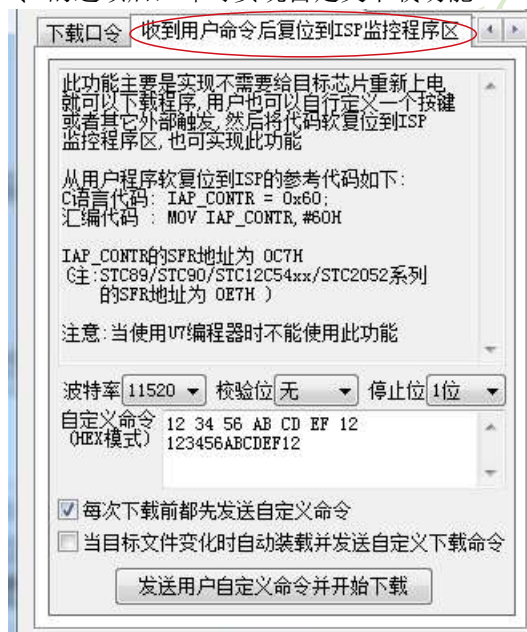 下载口令 收到用户命令后复位到ISP监控程序区
此功能主要是实现不需要给目标芯片重新上电
就可以下载程序,用户也可以自行定义一个按键
或者其它外部触发,然后将代码软复位到ISP
监控程序区,也可实现此功能
从用户程序软复位到ISP的参考代码如下:
C语言代码: IAP_CONTR = 0x60;
汇编代码 : MOV IAP_CONTR,#60H
IAP_CONTR的SFR地址为 0C7H
(注:STC89/STC90/STC12C54xx/STC2052系列
的SFR地址为 0E7H )
注意:当使用U7编程器时不能使用此功能
波特率 11520 校验位 无 停止位 1位
自定义命令 12 34 56 AB CD EF 12
(HEX模式) 123456ABCDEF12
每次下载前都先发送自定义命令
当目标文件变化时自动装载并发送自定义下载命令
发送用户自定义命令并开始下载